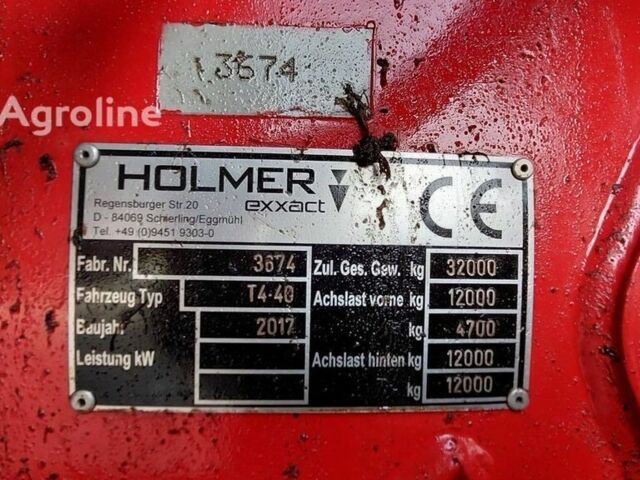 3674
Agroline
HOLMER
exxact
CE
Regensburger Str.20
D - 84069 Schierling/Eggmühl
Tel. +49 (0)9451 9303-0
Fabr. Nr. 3674 Zul. Ges. Gew. kg 32000
Fahrzeug Typ T4-40 Achslast vorne kg 12000
Baujahr 2017 kg 4700
Leistung kW Achslast hinten kg 12000
kg 12000